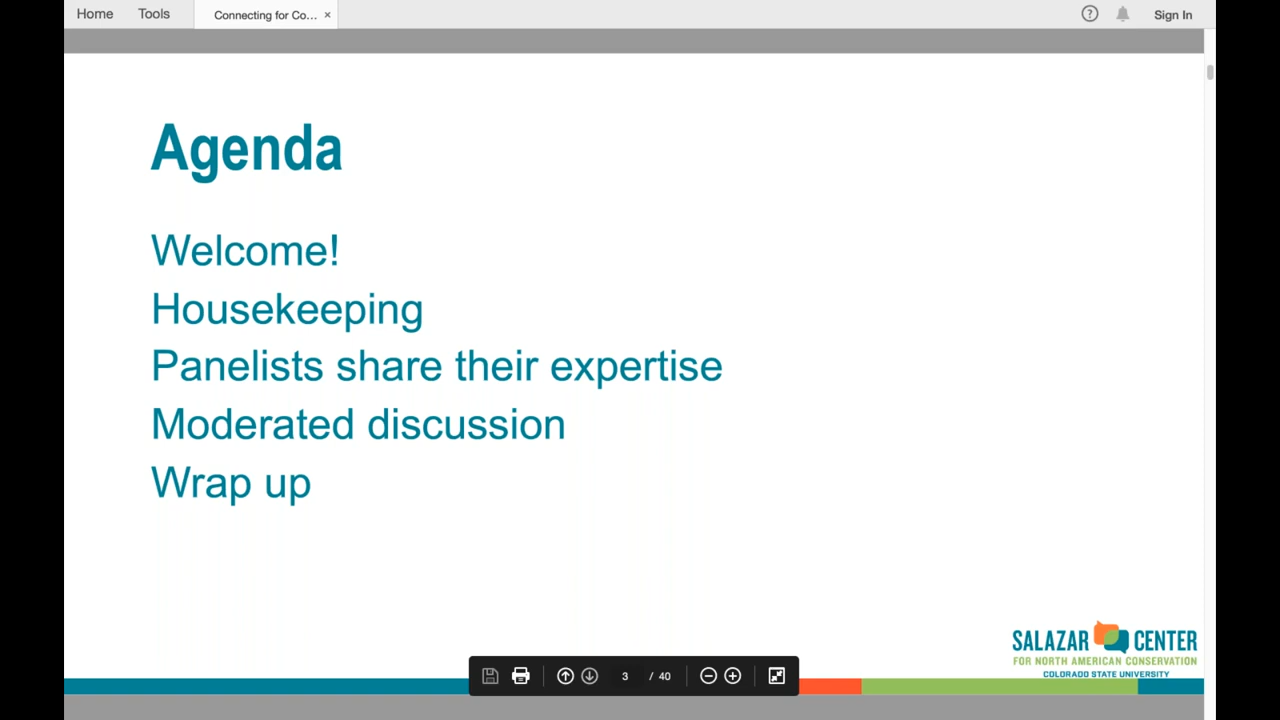 Home Tools Connecting for Co... × ? Sign In
Agenda
Welcome!
Housekeeping
Panelists share their expertise
Moderated discussion
Wrap up
SALAZAR CENTER
FOR NORTH AMERICAN CONSERVATION
COLORADO STATE UNIVERSITY
3 / 40